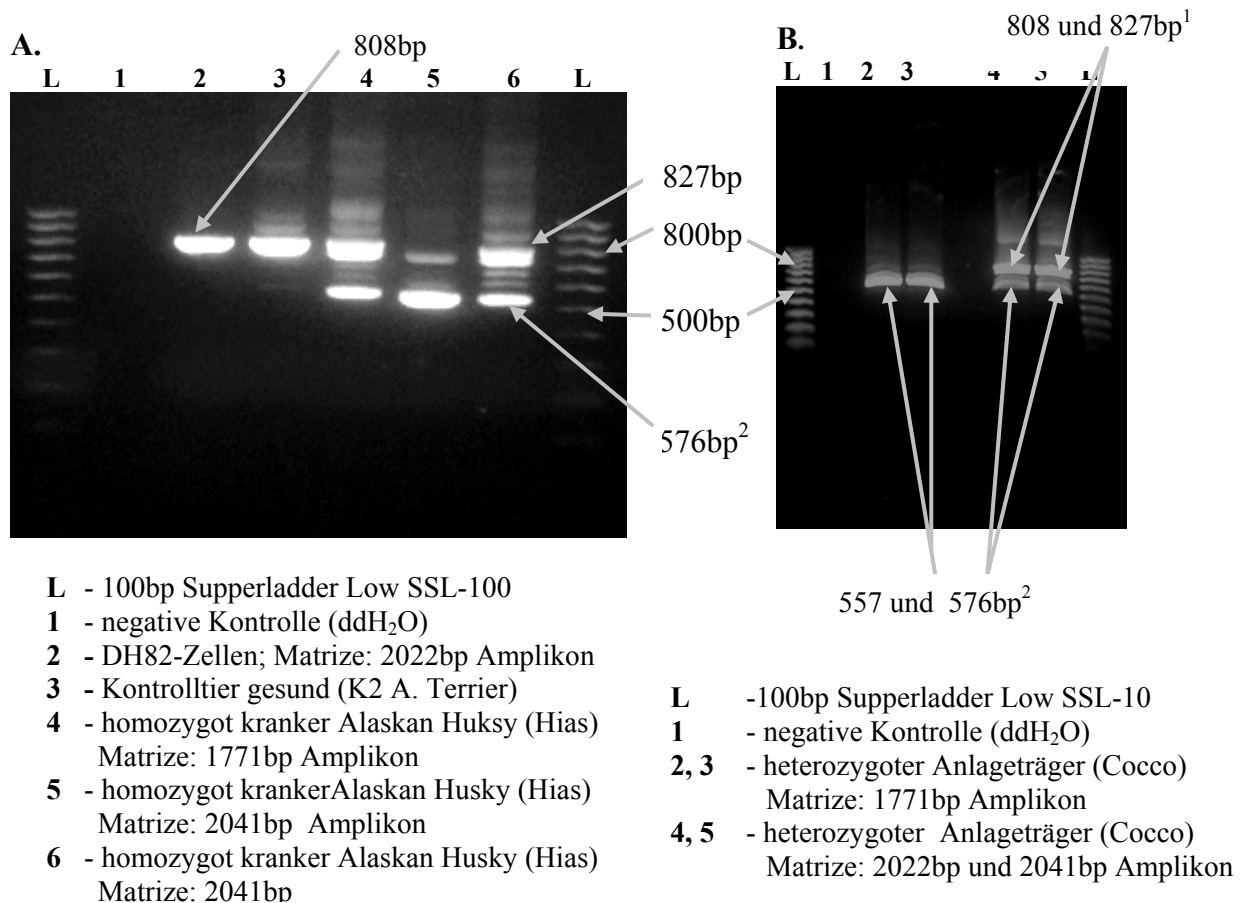 A.
808bp
L 1 2 3 4 5 6 L
B.
808 und 827bp¹
L 1 2 3 4 5 L
827bp
800bp
500bp
576bp²
557 und 576bp²
L - 100bp Supperladder Low SSL-100
1 - negative Kontrolle (ddH₂O)
2 - DH82-Zellen; Matrize: 2022bp Amplikon
3 - Kontrolltier gesund (K2 A. Terrier)
4 - homozygot kranker Alaskan Huksy (Hias)
Matrize: 1771bp Amplikon
5 - homozygot krankerAlaskan Husky (Hias)
Matrize: 2041bp Amplikon
6 - homozygot kranker Alaskan Husky (Hias)
Matrize: 2041bp
L -100bp Supperladder Low SSL-10
1 - negative Kontrolle (ddH₂O)
2, 3 - heterozygoter Anlageträger (Cocco)
Matrize: 1771bp Amplikon
4, 5 - heterozygoter Anlageträger (Cocco)
Matrize: 2022bp und 2041bp Amplikon